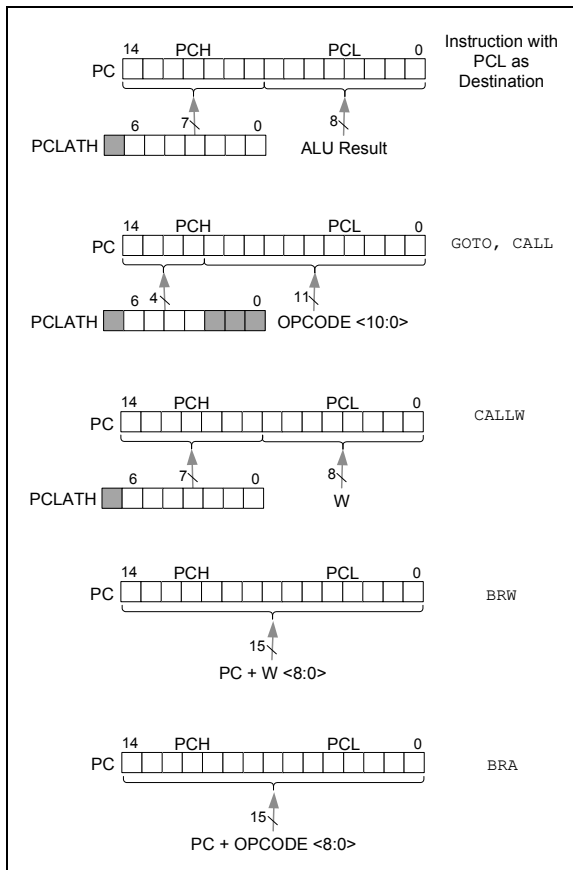 14 PCH PCL 0
Instruction with
PCL as
Destination
PC
6 7 0 8
PCLATH
ALU Result
14 PCH PCL 0
PC
GOTO, CALL
6 4 0 11
PCLATH
OPCODE <10:0>
14 PCH PCL 0
PC
CALLW
6 7 0 8
PCLATH
W
14 PCH PCL 0
PC
BRW
15
PC + W <8:0>
14 PCH PCL 0
PC
BRA
15
PC + OPCODE <8:0>